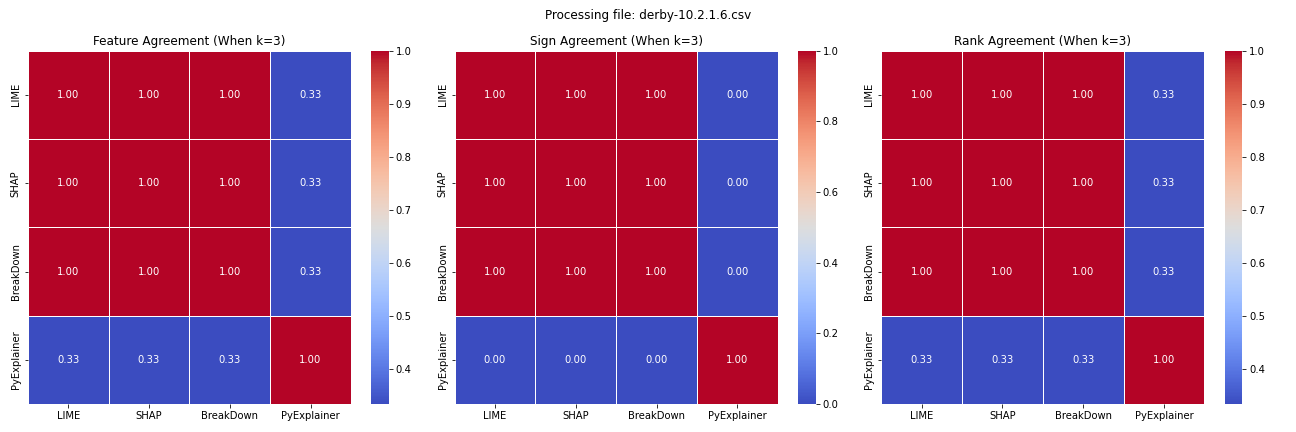 Processing file: derby-10.2.1.6.csv
Feature Agreement (When k=3)
LIME
SHAP
BreakDown
PyExplainer
1.00 1.00 1.00 0.33
1.00 1.00 1.00 0.33
1.00 1.00 1.00 0.33
0.33 0.33 0.33 1.00
LIME SHAP BreakDown PyExplainer
1.0
0.9
0.8
0.7
0.6
0.5
0.4
Sign Agreement (When k=3)
LIME
SHAP
BreakDown
PyExplainer
1.00 1.00 1.00 0.00
1.00 1.00 1.00 0.00
1.00 1.00 1.00 0.00
0.00 0.00 0.00 1.00
LIME SHAP BreakDown PyExplainer
1.0
0.8
0.6
0.4
0.2
0.0
Rank Agreement (When k=3)
LIME
SHAP
BreakDown
PyExplainer
1.00 1.00 1.00 0.33
1.00 1.00 1.00 0.33
1.00 1.00 1.00 0.33
0.33 0.33 0.33 1.00
LIME SHAP BreakDown PyExplainer
1.0
0.9
0.8
0.7
0.6
0.5
0.4